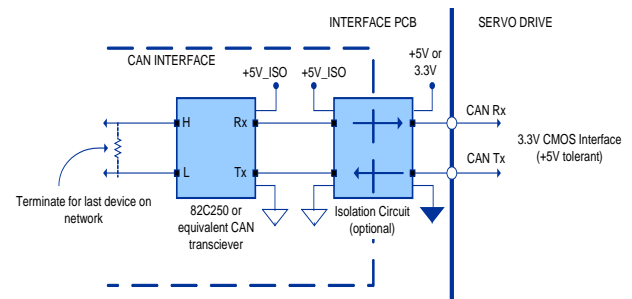 INTERFACE PCB
SERVO DRIVE
CAN INTERFACE
+5V or
3.3V
+5V_ISO
+5V_ISO
H
Rx
CAN Rx
3.3V CMOS Interface
(+5V tolerant)
L
Tx
CAN Tx
Terminate for last device on
network
82C250 or
equivalent CAN
transciever
Isolation Circuit
(optional)